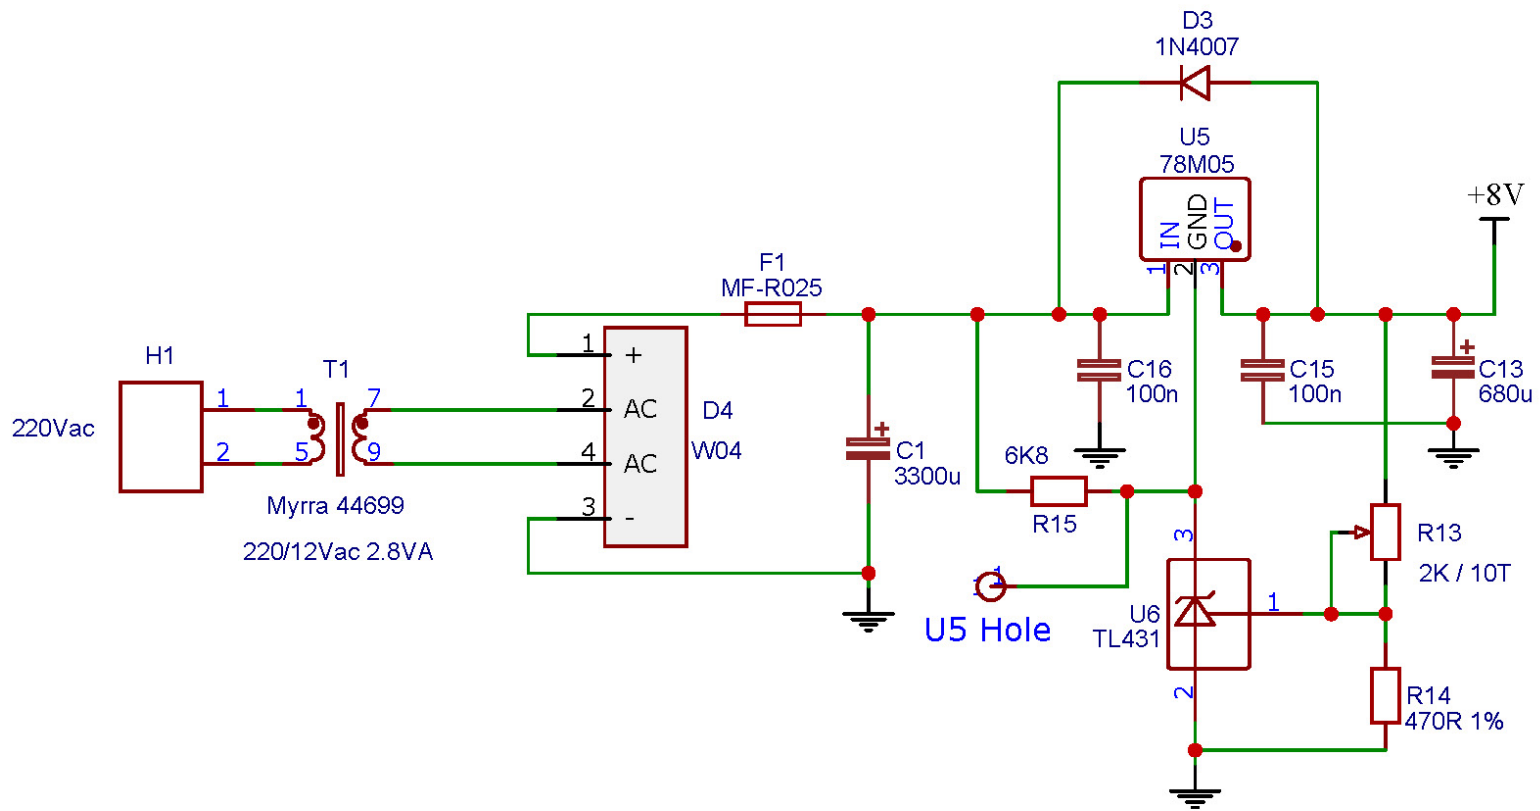 D3
1N4007
U5
78M05
IN
GND
OUT
1
2
3
+8V
F1
MF-R025
H1
T1
1
2
1
5
7
9
220Vac
1
+
2
AC
4
AC
3
-
D4
W04
Myrra 44699
220/12Vac 2.8VA
+
C1
3300u
C16
100n
C15
100n
+
C13
680u
6K8
R15
1
1
U5 Hole
3
U6
TL431
1
2
R13
2K / 10T
R14
470R 1%